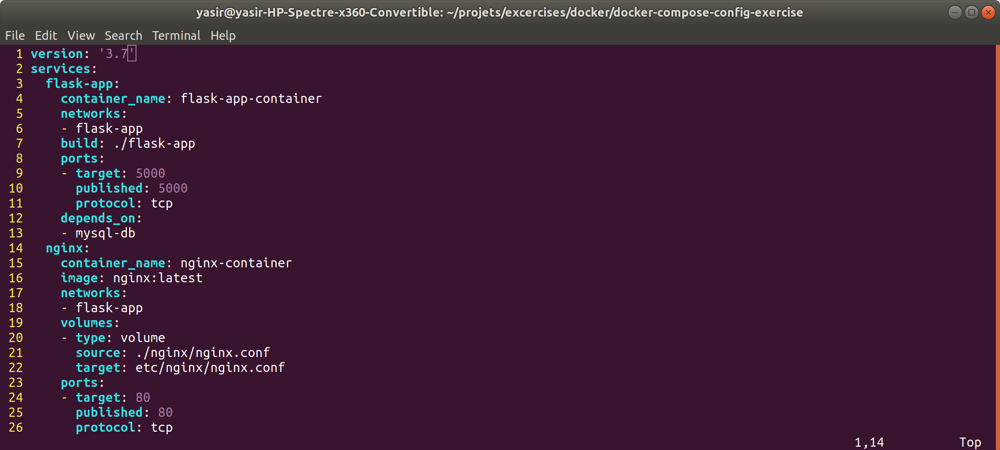 yasir@yasir-HP-Spectre-x360-Convertible: ~/projets/excercises/docker/docker-compose-config-exercise
File Edit View Search Terminal Help
1 version: '3.7'
2 services:
3   flask-app:
4     container_name: flask-app-container
5     networks:
6     - flask-app
7     build: ./flask-app
8     ports:
9     - target: 5000
10       published: 5000
11       protocol: tcp
12     depends_on:
13     - mysql-db
14   nginx:
15     container_name: nginx-container
16     image: nginx:latest
17     networks:
18     - flask-app
19     volumes:
20     - type: volume
21       source: ./nginx/nginx.conf
22       target: etc/nginx/nginx.conf
23     ports:
24     - target: 80
25       published: 80
26       protocol: tcp
1,14 Top